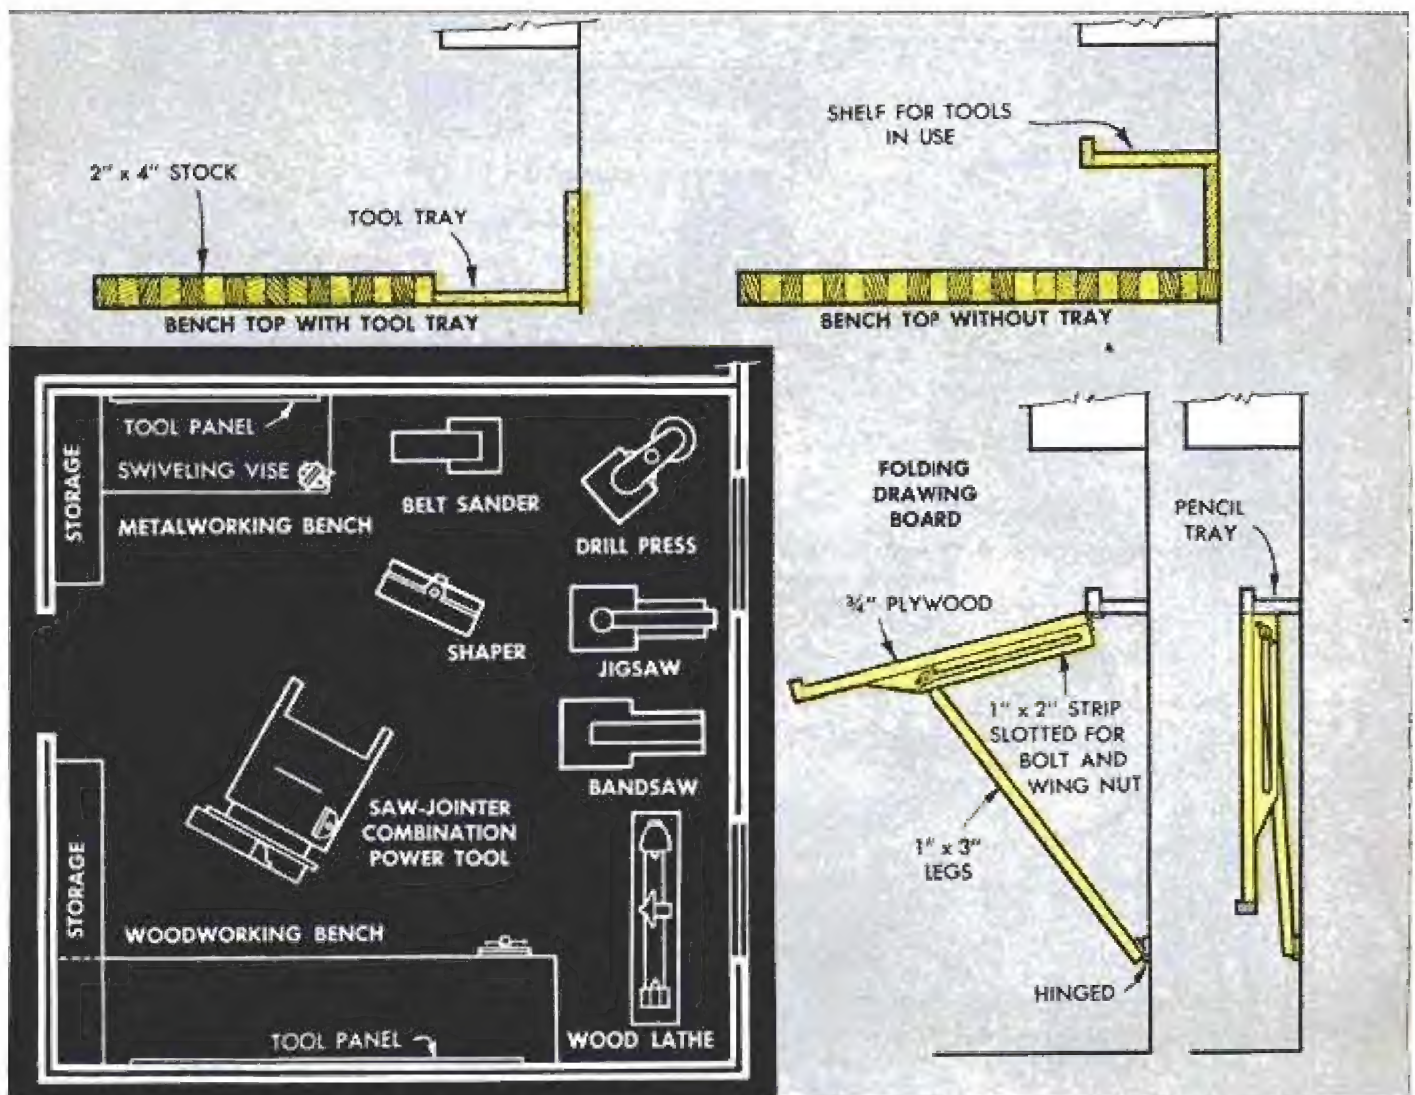 2" x 4" STOCK
TOOL TRAY
BENCH TOP WITH TOOL TRAY
SHELF FOR TOOLS
IN USE
BENCH TOP WITHOUT TRAY
TOOL PANEL
SWIVELING VISE
STORAGE
METALWORKING BENCH
BELT SANDER
DRILL PRESS
SHAPER
JIGSAW
BANDSAW
SAW-JOINTER
COMBINATION
POWER TOOL
STORAGE
WOODWORKING BENCH
TOOL PANEL
WOOD LATHE
FOLDING
DRAWING
BOARD
PENCIL
TRAY
3/4" PLYWOOD
1" x 2" STRIP
SLOTTED FOR
BOLT AND
WING NUT
1" x 3"
LEGS
HINGED